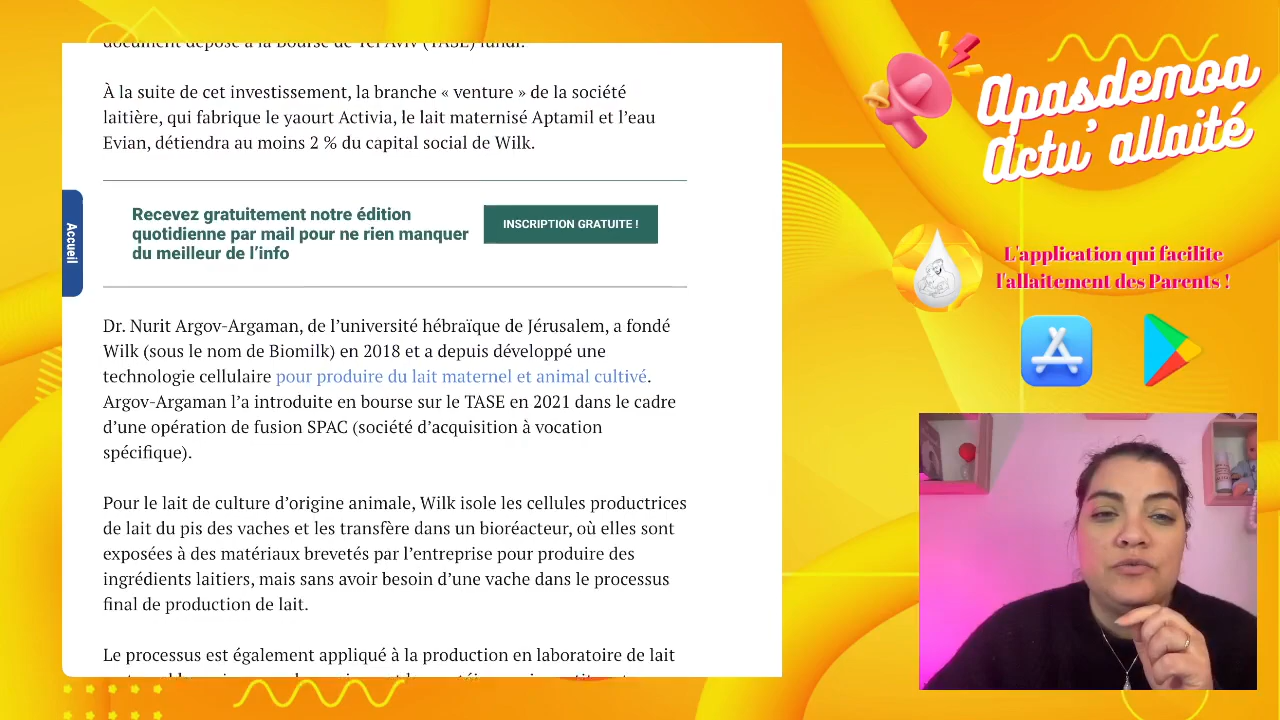 document déposé à la Bourse de Tel Aviv (TASE) lundi.
À la suite de cet investissement, la branche « venture » de la société
laitière, qui fabrique le yaourt Activia, le lait maternisé Aptamil et l’eau
Evian, détiendra au moins 2 % du capital social de Wilk.
Recevez gratuitement notre édition
quotidienne par mail pour ne rien manquer
du meilleur de l’info
INSCRIPTION GRATUITE !
Accueil
Dr. Nurit Argov-Argaman, de l’université hébraïque de Jérusalem, a fondé
Wilk (sous le nom de Biomilk) en 2018 et a depuis développé une
technologie cellulaire pour produire du lait maternel et animal cultivé.
Argov-Argaman l’a introduite en bourse sur le TASE en 2021 dans le cadre
d’une opération de fusion SPAC (société d’acquisition à vocation
spécifique).
Pour le lait de culture d’origine animale, Wilk isole les cellules productrices
de lait du pis des vaches et les transfère dans un bioréacteur, où elles sont
exposées à des matériaux brevetés par l’entreprise pour produire des
ingrédients laitiers, mais sans avoir besoin d’une vache dans le processus
final de production de lait.
Le processus est également appliqué à la production en laboratoire de lait
Apasdemoa
Actu’ allaité
L'application qui facilite
l'allaitement des Parents !